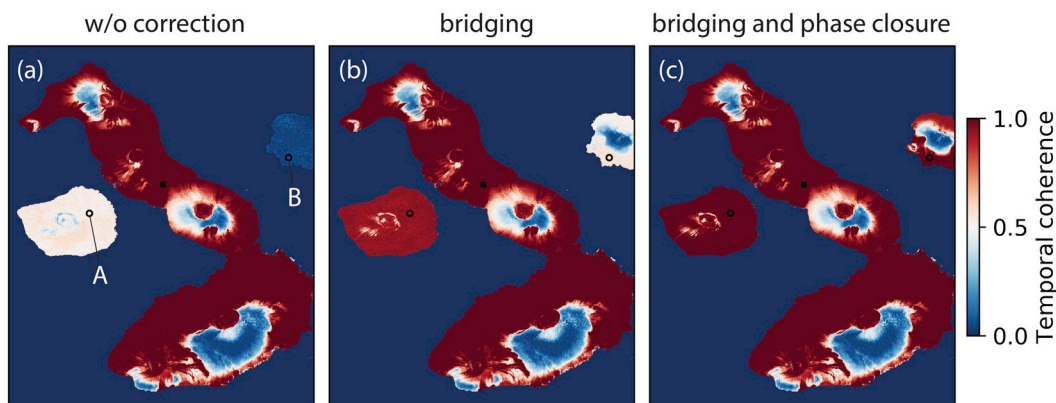 w/o correction
bridging
bridging and phase closure
(a)
(b)
(c)
A
B
1.0
0.5
0.0
Temporal coherence